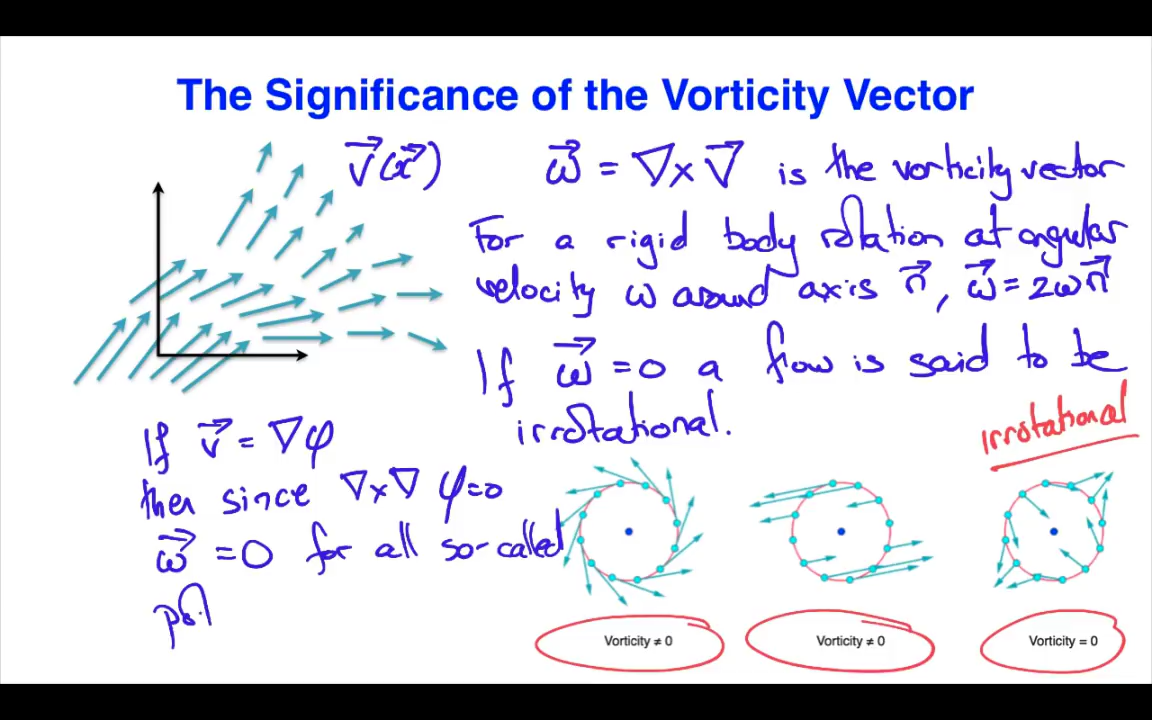 The Significance of the Vorticity Vector
v⃗(x⃗)
ω⃗ = ∇×v⃗ is the vorticity vector
For a rigid body rotation at angular
velocity ω around axis n⃗, ω⃗ = 2ωn⃗
If ω⃗ = 0 a flow is said to be
irrotational.
If v⃗ = ∇φ
then since ∇×∇φ=0
ω⃗ = 0 for all so-called
irrotational
Vorticity ≠ 0
Vorticity ≠ 0
Vorticity = 0